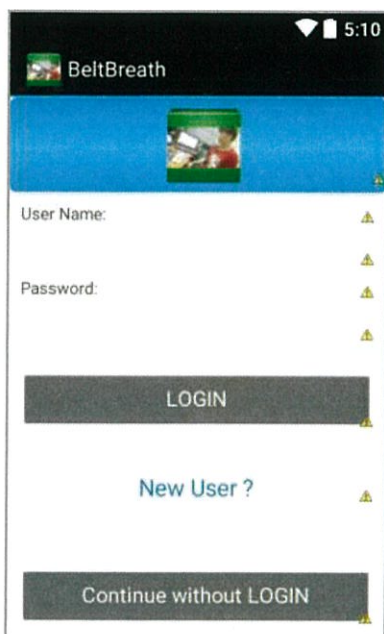 5:10
BeltBreath
User Name:
Password:
LOGIN
New User ?
Continue without LOGIN